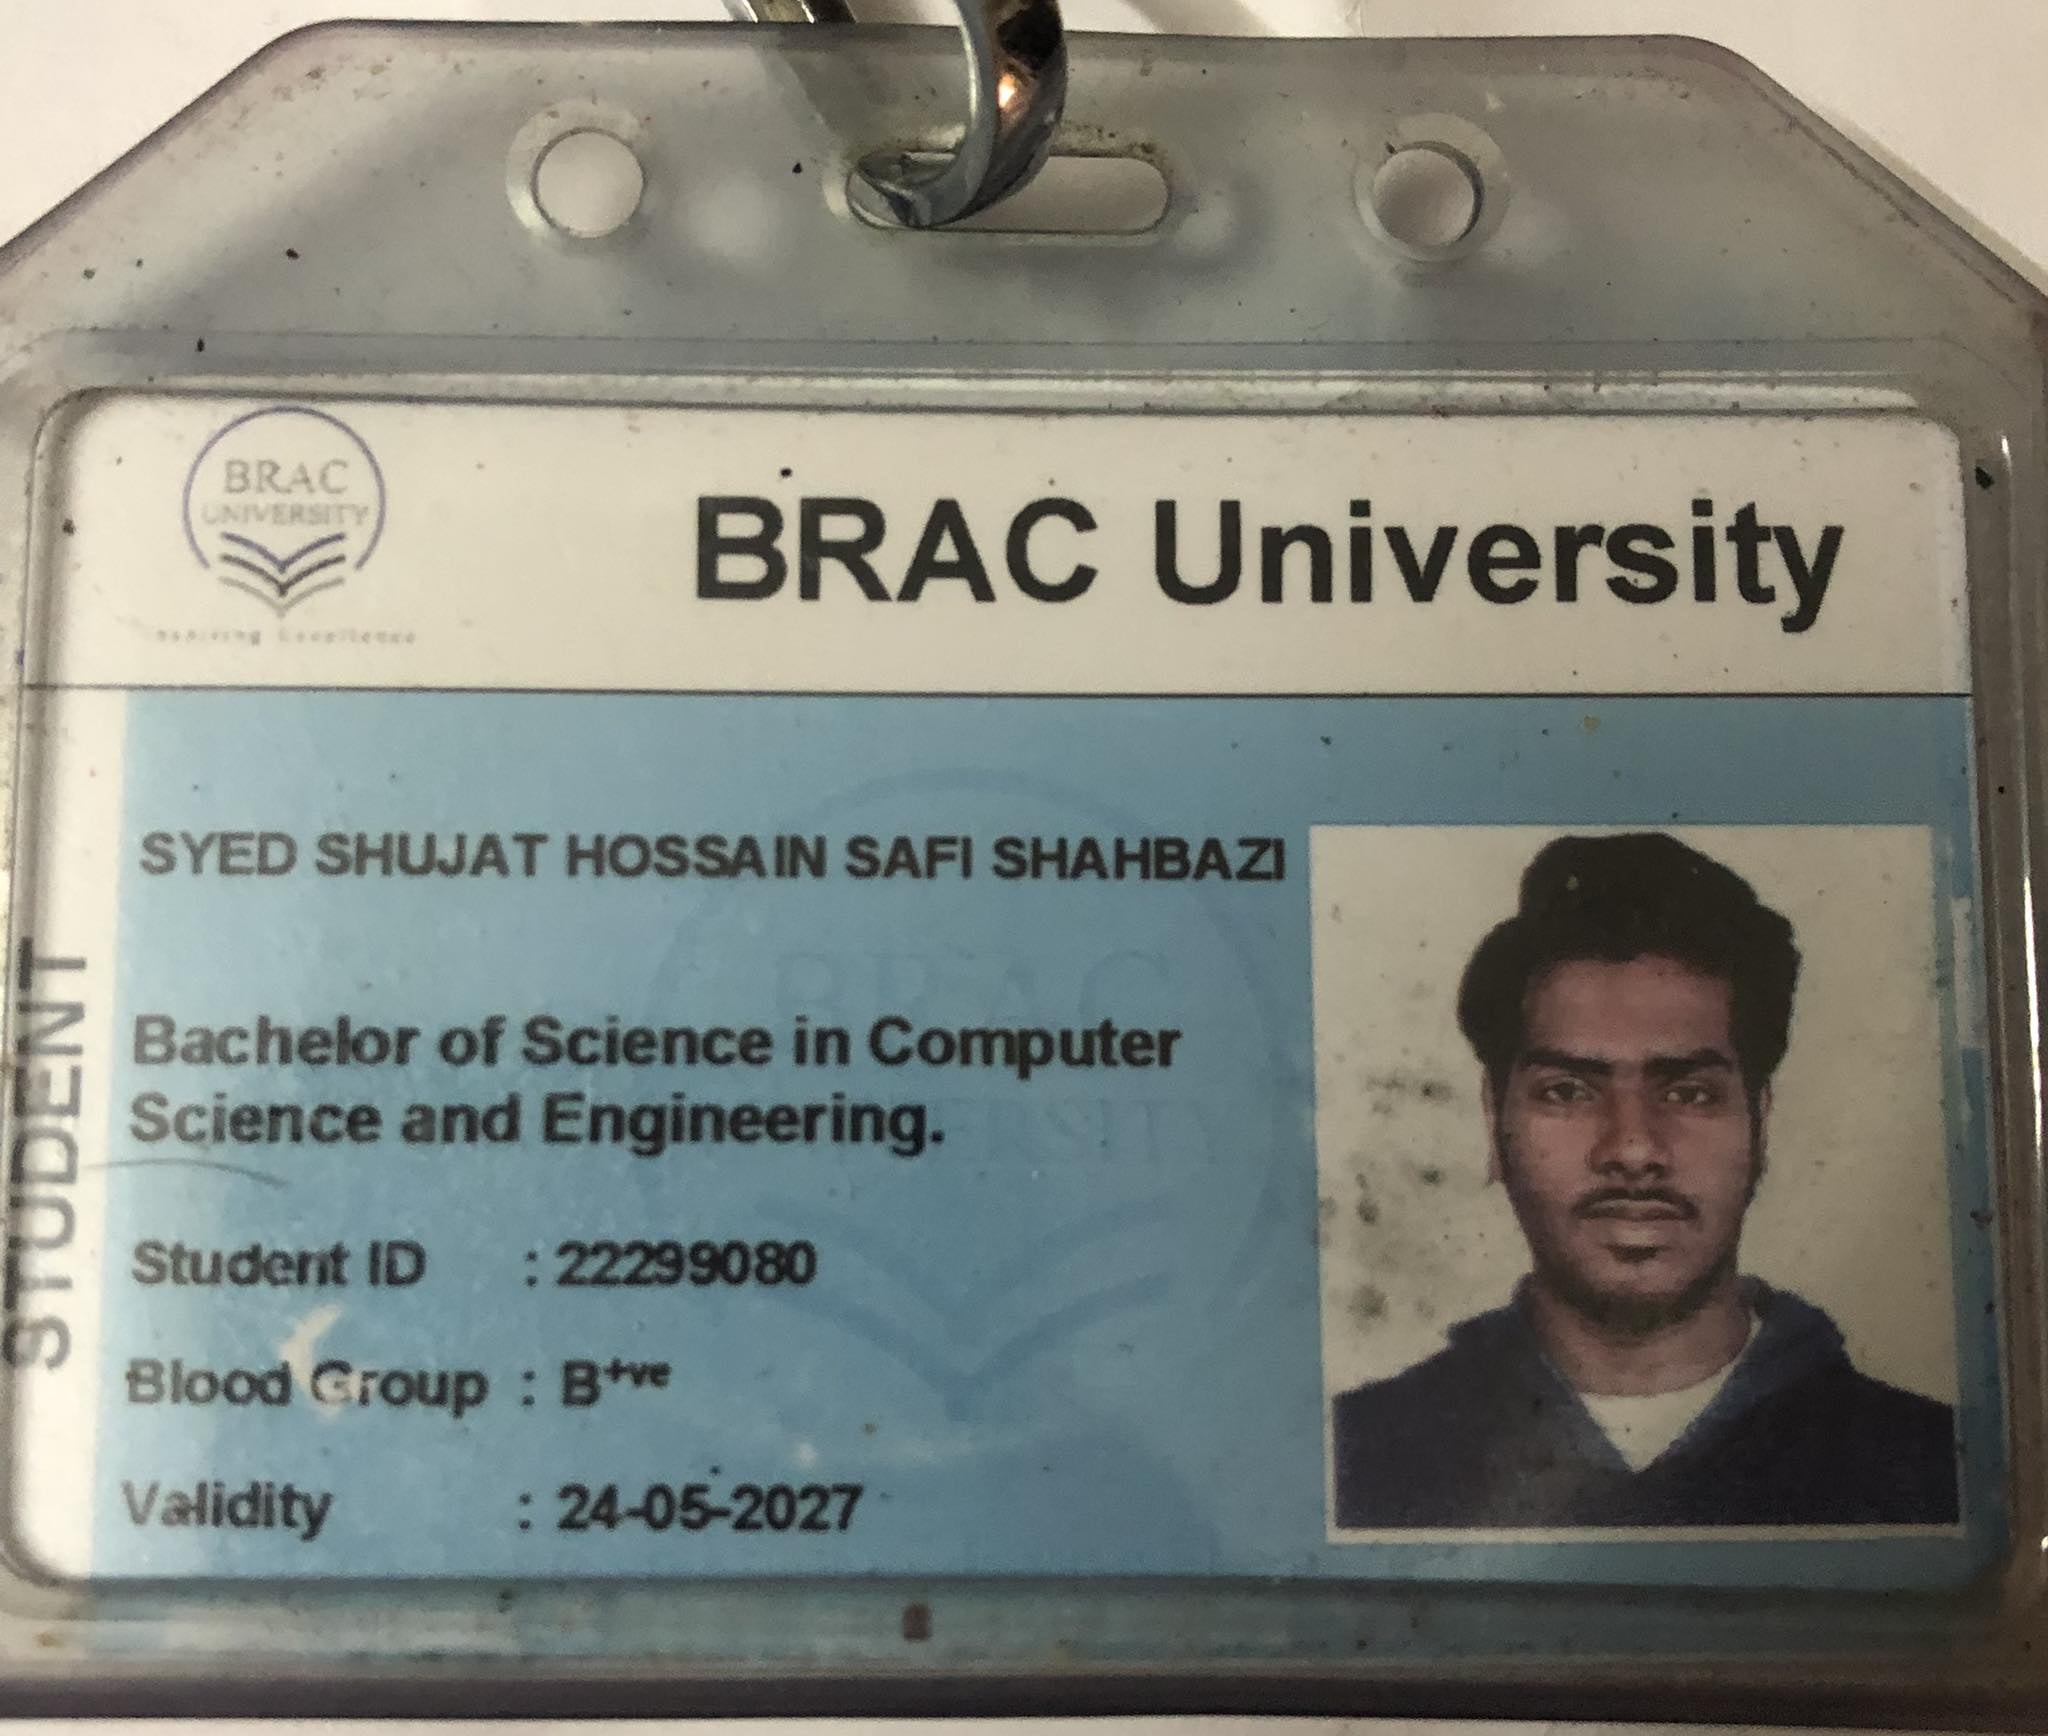 BRAC
UNIVERSITY
BRAC University
STUDENT
SYED SHUJAT HOSSAIN SAFI SHAHBAZI
Bachelor of Science in Computer
Science and Engineering.
Student ID : 22299080
Blood Group : B+ve
Validity : 24-05-2027